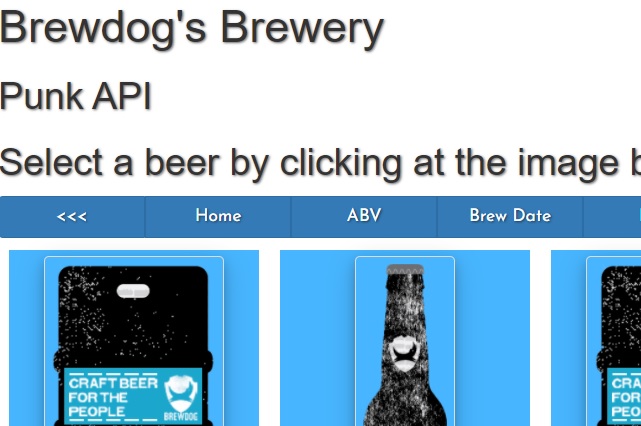 Brewdog's Brewery
Punk API
Select a beer by clicking at the image
<<<
Home
ABV
Brew Date
CRAFT BEER
FOR THE
PEOPLE
BREWDOG
CRAF
FOR
PEO